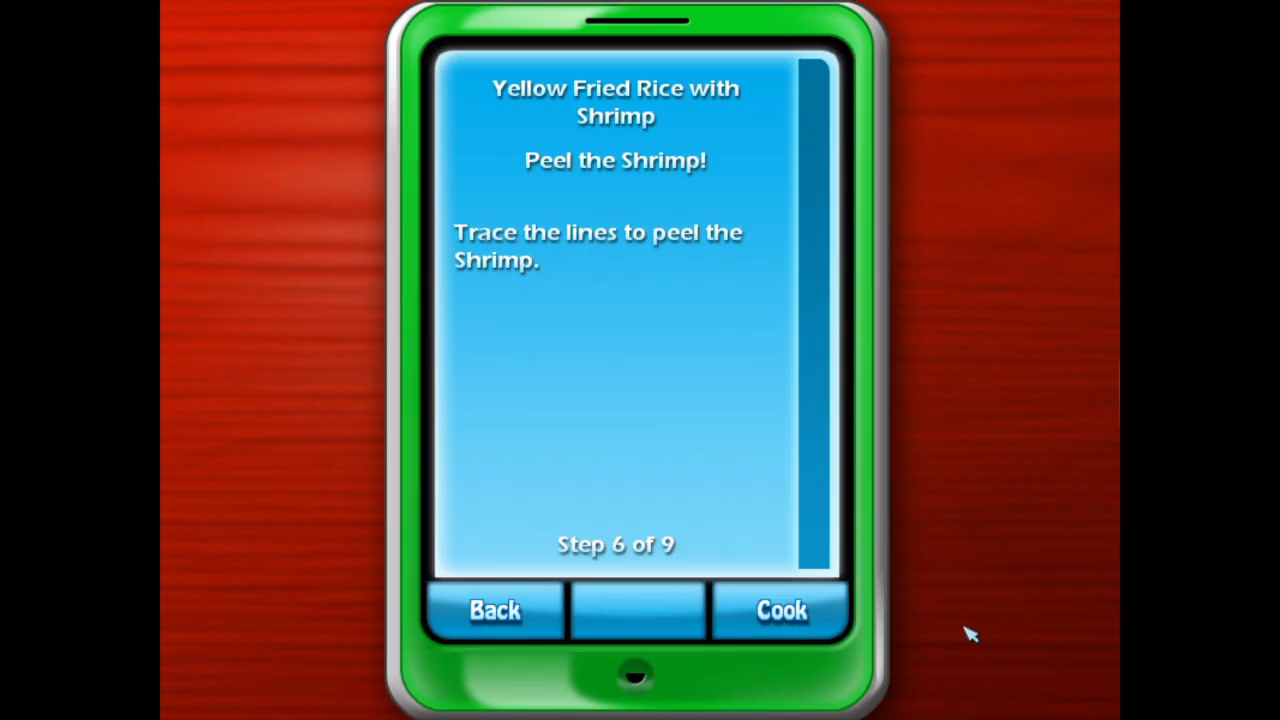 Yellow Fried Rice with
Shrimp
Peel the Shrimp!
Trace the lines to peel the
Shrimp.
Step 6 of 9
Back
Cook